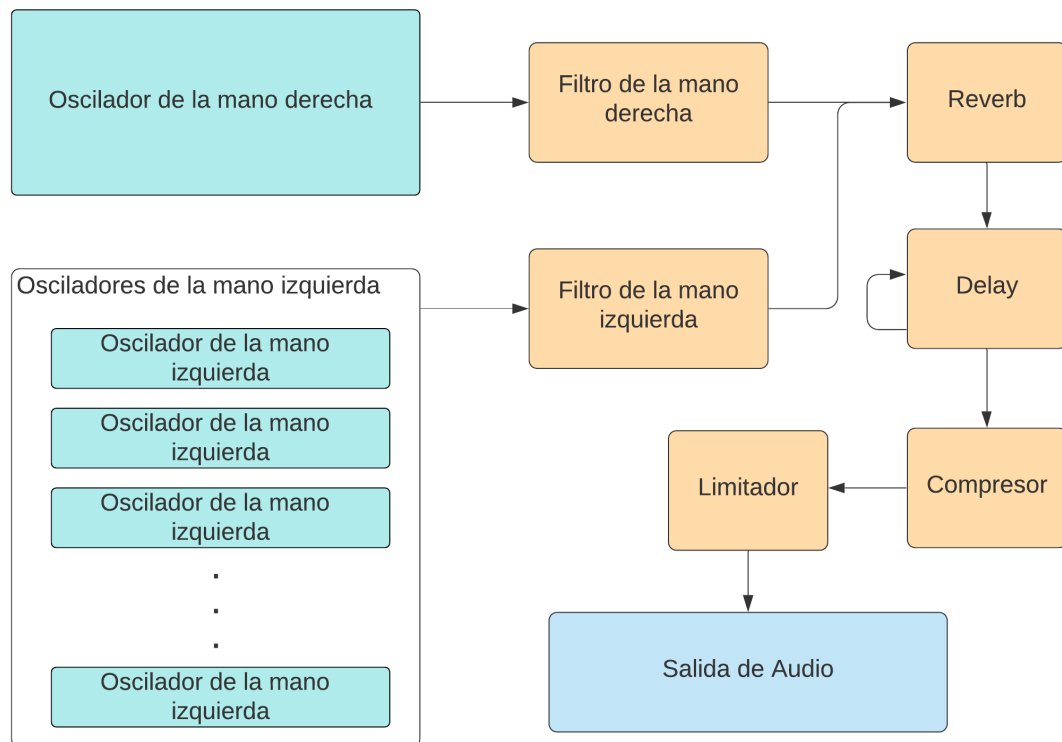 Oscilador de la mano derecha
Filtro de la mano
derecha
Reverb
Osciladores de la mano izquierda
Filtro de la mano
izquierda
Delay
Oscilador de la mano
izquierda
Oscilador de la mano
izquierda
Oscilador de la mano
izquierda
.
.
.
Oscilador de la mano
izquierda
Limitador
Compresor
Salida de Audio